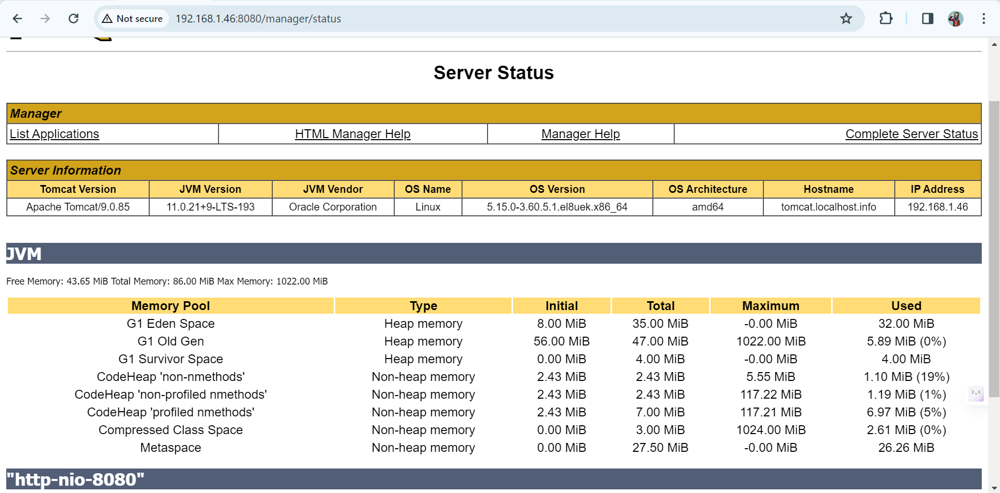 Not secure 192.168.1.46:8080/manager/status
Server Status
Manager
List Applications HTML Manager Help Manager Help Complete Server Status
Server Information
Tomcat Version JVM Version JVM Vendor OS Name OS Version OS Architecture Hostname IP Address
Apache Tomcat/9.0.85 11.0.21+9-LTS-193 Oracle Corporation Linux 5.15.0-3.60.5.1.el8uek.x86_64 amd64 tomcat.localhost.info 192.168.1.46
JVM
Free Memory: 43.65 MiB Total Memory: 86.00 MiB Max Memory: 1022.00 MiB
Memory Pool Type Initial Total Maximum Used
G1 Eden Space Heap memory 8.00 MiB 35.00 MiB -0.00 MiB 32.00 MiB
G1 Old Gen Heap memory 56.00 MiB 47.00 MiB 1022.00 MiB 5.89 MiB (0%)
G1 Survivor Space Heap memory 0.00 MiB 4.00 MiB -0.00 MiB 4.00 MiB
CodeHeap 'non-nmethods' Non-heap memory 2.43 MiB 2.43 MiB 5.55 MiB 1.10 MiB (19%)
CodeHeap 'non-profiled nmethods' Non-heap memory 2.43 MiB 2.43 MiB 117.22 MiB 1.19 MiB (1%)
CodeHeap 'profiled nmethods' Non-heap memory 2.43 MiB 7.00 MiB 117.21 MiB 6.97 MiB (5%)
Compressed Class Space Non-heap memory 0.00 MiB 3.00 MiB 1024.00 MiB 2.61 MiB (0%)
Metaspace Non-heap memory 0.00 MiB 27.50 MiB -0.00 MiB 26.26 MiB
"http-nio-8080"